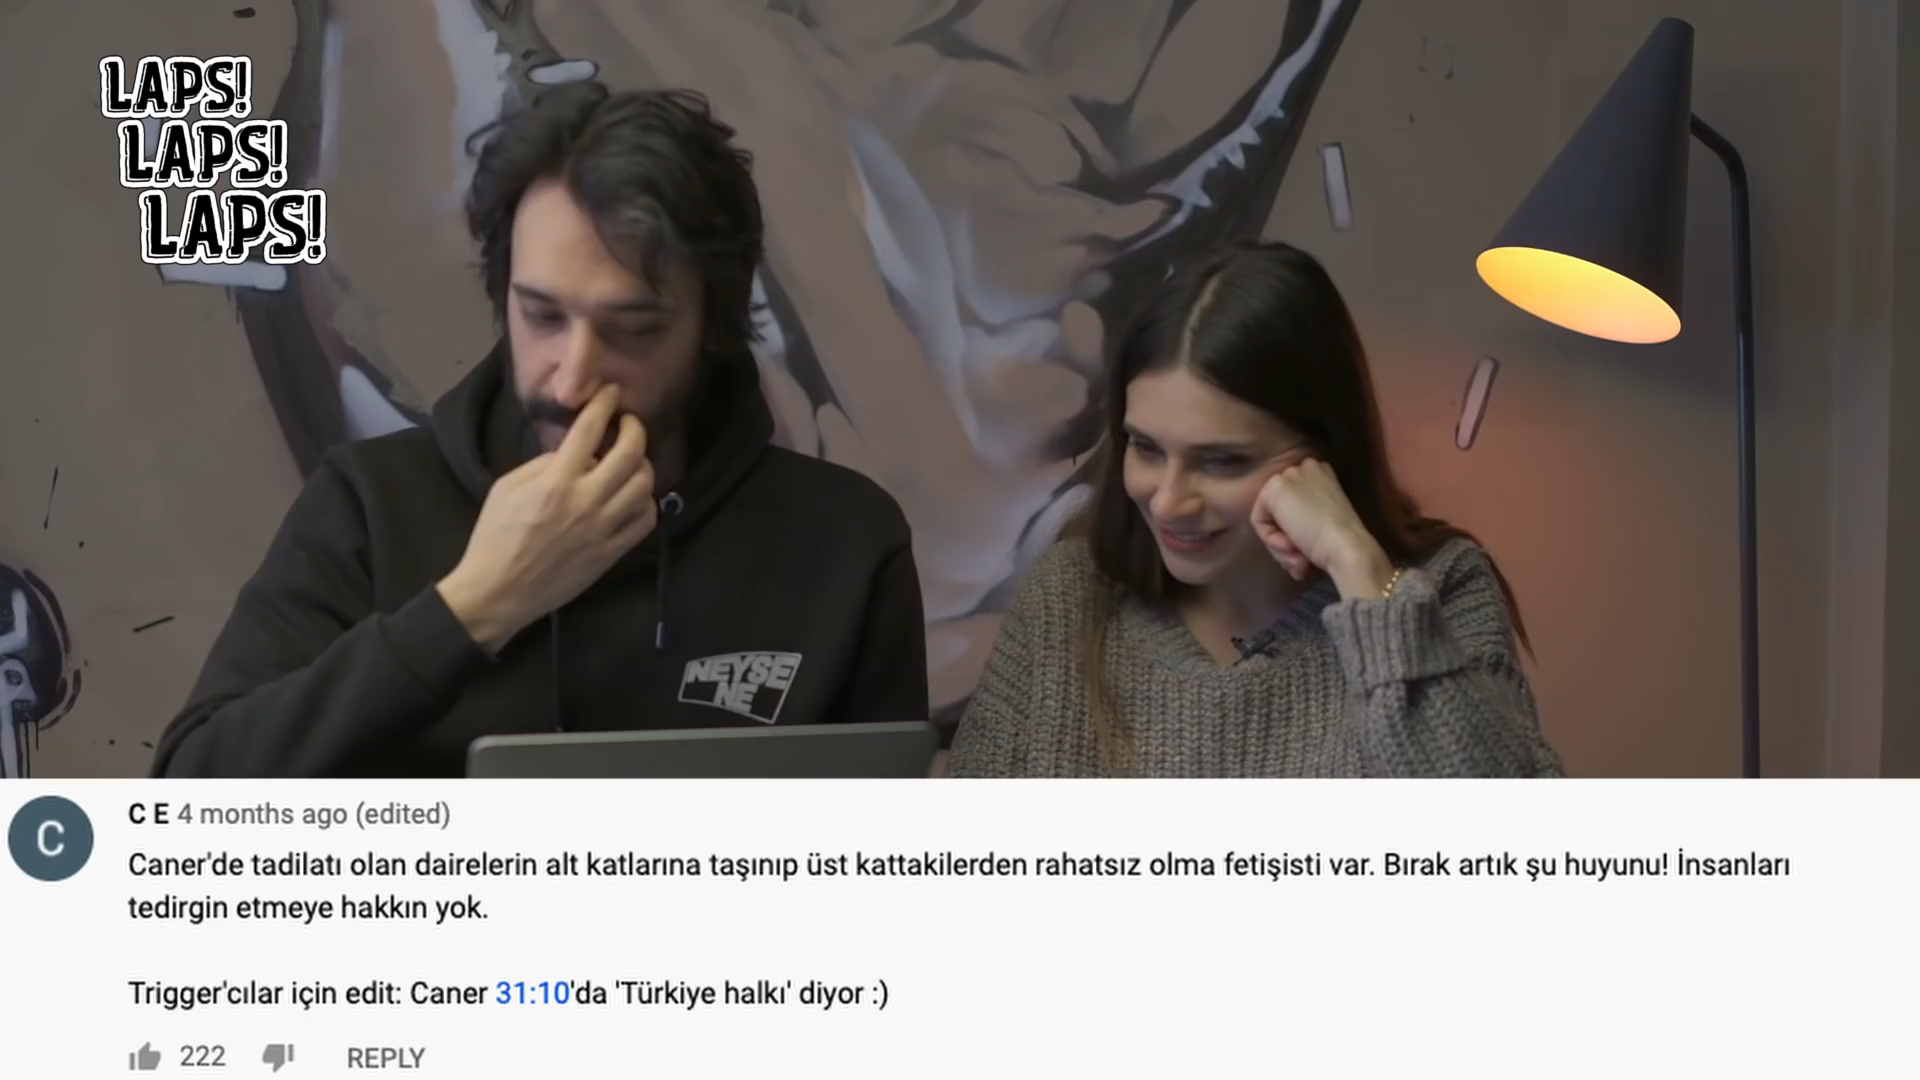 LAPS!
LAPS!
LAPS!
NEYSE
NE
C
C E 4 months ago (edited)
Caner'de tadilatı olan dairelerin alt katlarına taşınıp üst kattakilerden rahatsız olma fetişisti var. Bırak artık şu huyunu! İnsanları
tedirgin etmeye hakkın yok.
Trigger'cılar için edit: Caner 31:10'da 'Türkiye halkı' diyor :)
222 REPLY